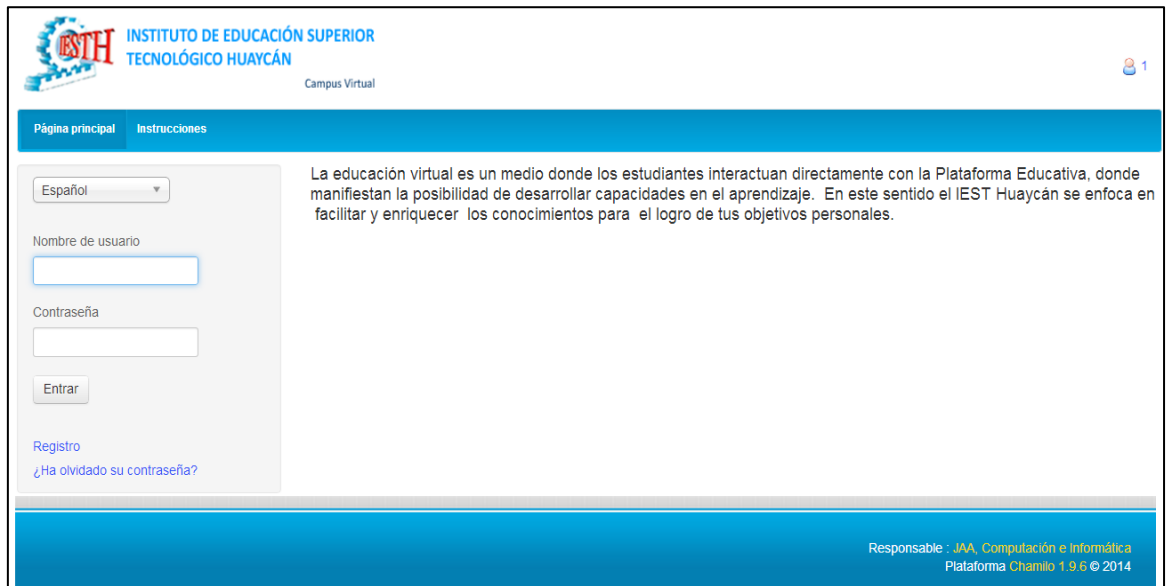 IESTH
INSTITUTO DE EDUCACIÓN SUPERIOR
TECNOLÓGICO HUAYCÁN
Campus Virtual
1
Página principal Instrucciones
Español
Nombre de usuario
Contraseña
Entrar
Registro
¿Ha olvidado su contraseña?
La educación virtual es un medio donde los estudiantes interactuan directamente con la Plataforma Educativa, donde
manifiestan la posibilidad de desarrollar capacidades en el aprendizaje. En este sentido el IEST Huaycán se enfoca en
facilitar y enriquecer los conocimientos para el logro de tus objetivos personales.
Responsable : JAA, Computación e Informática
Plataforma Chamilo 1.9.6 © 2014